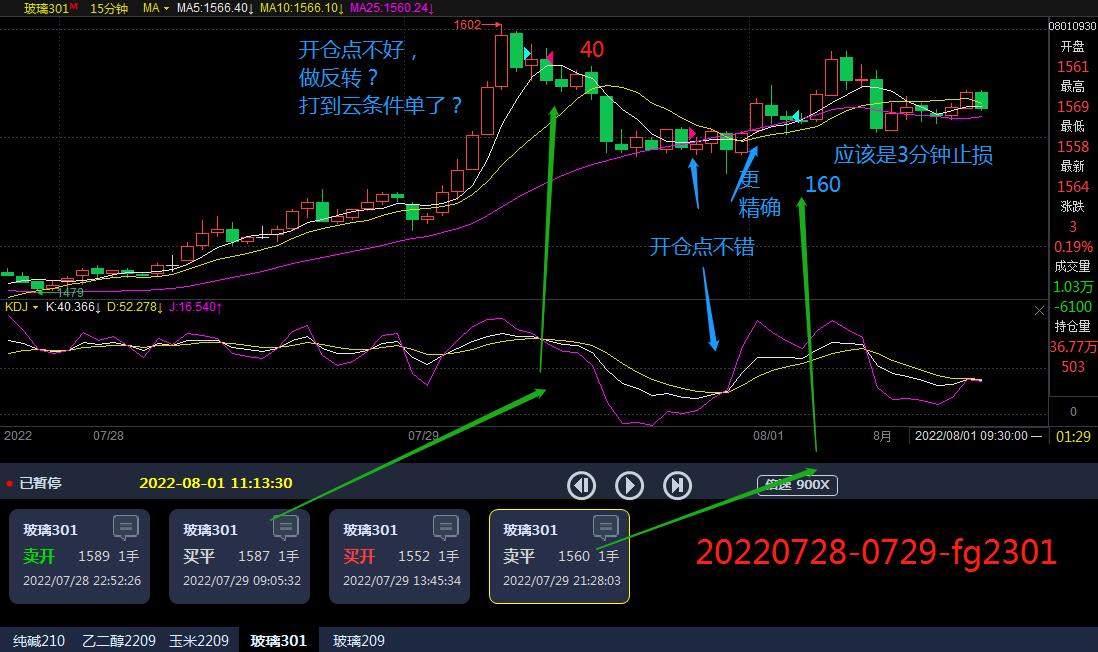 玻璃301M 15分钟 MA MA5:1566.40↓ MA10:1566.10↓ MA25:1560.24↓
1602
08010930
开仓点不好，
做反转？
打到云条件单了？
40
开盘
1561
最高
1569
最低
1558
最新
1564
涨跌
3
0.19%
成交量
1.03万
-6100
持仓量
36.77万
503
0
应该是3分钟止损
160
更
精确
开仓点不错
1479
KDJ K:40.366↓ D:52.278↓ J:16.540↑
2022 07/28 07/29 08/01 8月 2022/08/01 09:30:00 01:29
已暂停 2022-08-01 11:13:30 倍速 900X
玻璃301
卖开 1589 1手
2022/07/28 22:52:26
玻璃301
买平 1587 1手
2022/07/29 09:05:32
玻璃301
买开 1552 1手
2022/07/29 13:45:34
玻璃301
卖平 1560 1手
2022/07/29 21:28:03
20220728-0729-fg2301
纯碱210 乙二醇2209 玉米2209 玻璃301 玻璃209